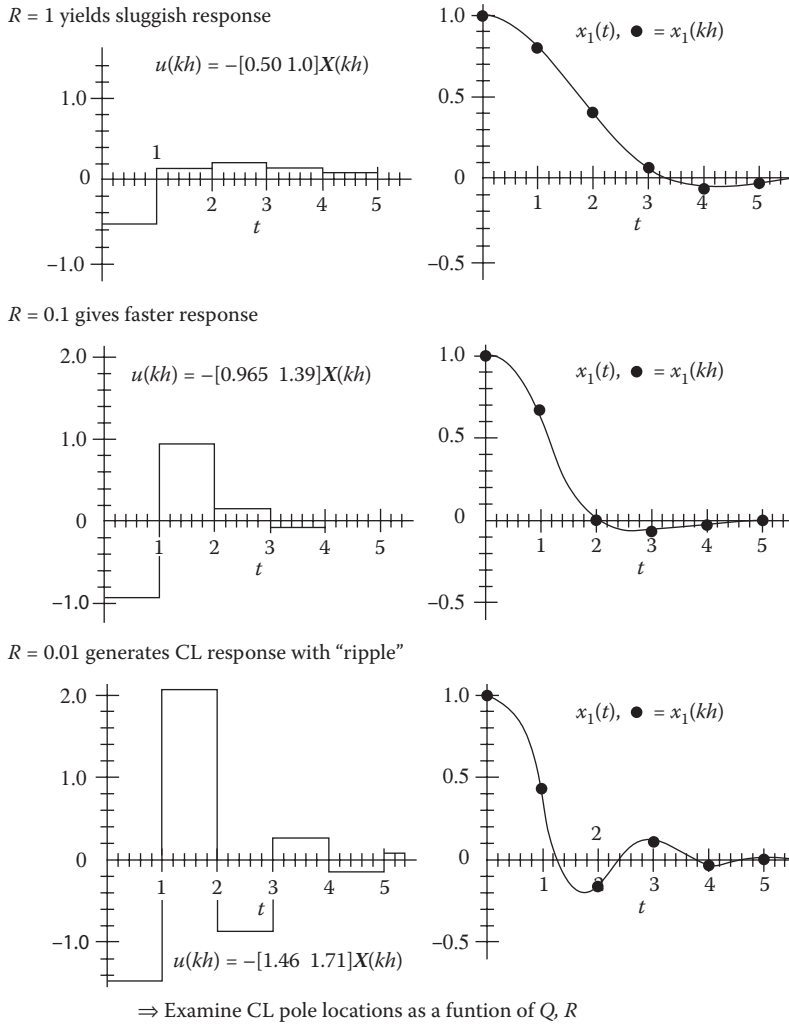 R = 1 yields sluggish response
u(kh) = –[0.50 1.0]X(kh)
1.0
0
–1.0
1
2 3 4 5
t
x₁(t), ● = x₁(kh)
1.0
0.5
0
–0.5
1 2 3 4 5
t
R = 0.1 gives faster response
u(kh) = –[0.965 1.39]X(kh)
2.0
1.0
0
–1.0
1 2 3 4 5
t
x₁(t), ● = x₁(kh)
1.0
0.5
0
–0.5
1 2 3 4 5
t
R = 0.01 generates CL response with “ripple”
2.0
1.0
0
–1.0
1 2 3 4 5
t
u(kh) = –[1.46 1.71]X(kh)
x₁(t), ● = x₁(kh)
1.0
0.5
0
–0.5
2
1 2 3 4 5
t
⇒ Examine CL pole locations as a funtion of Q, R